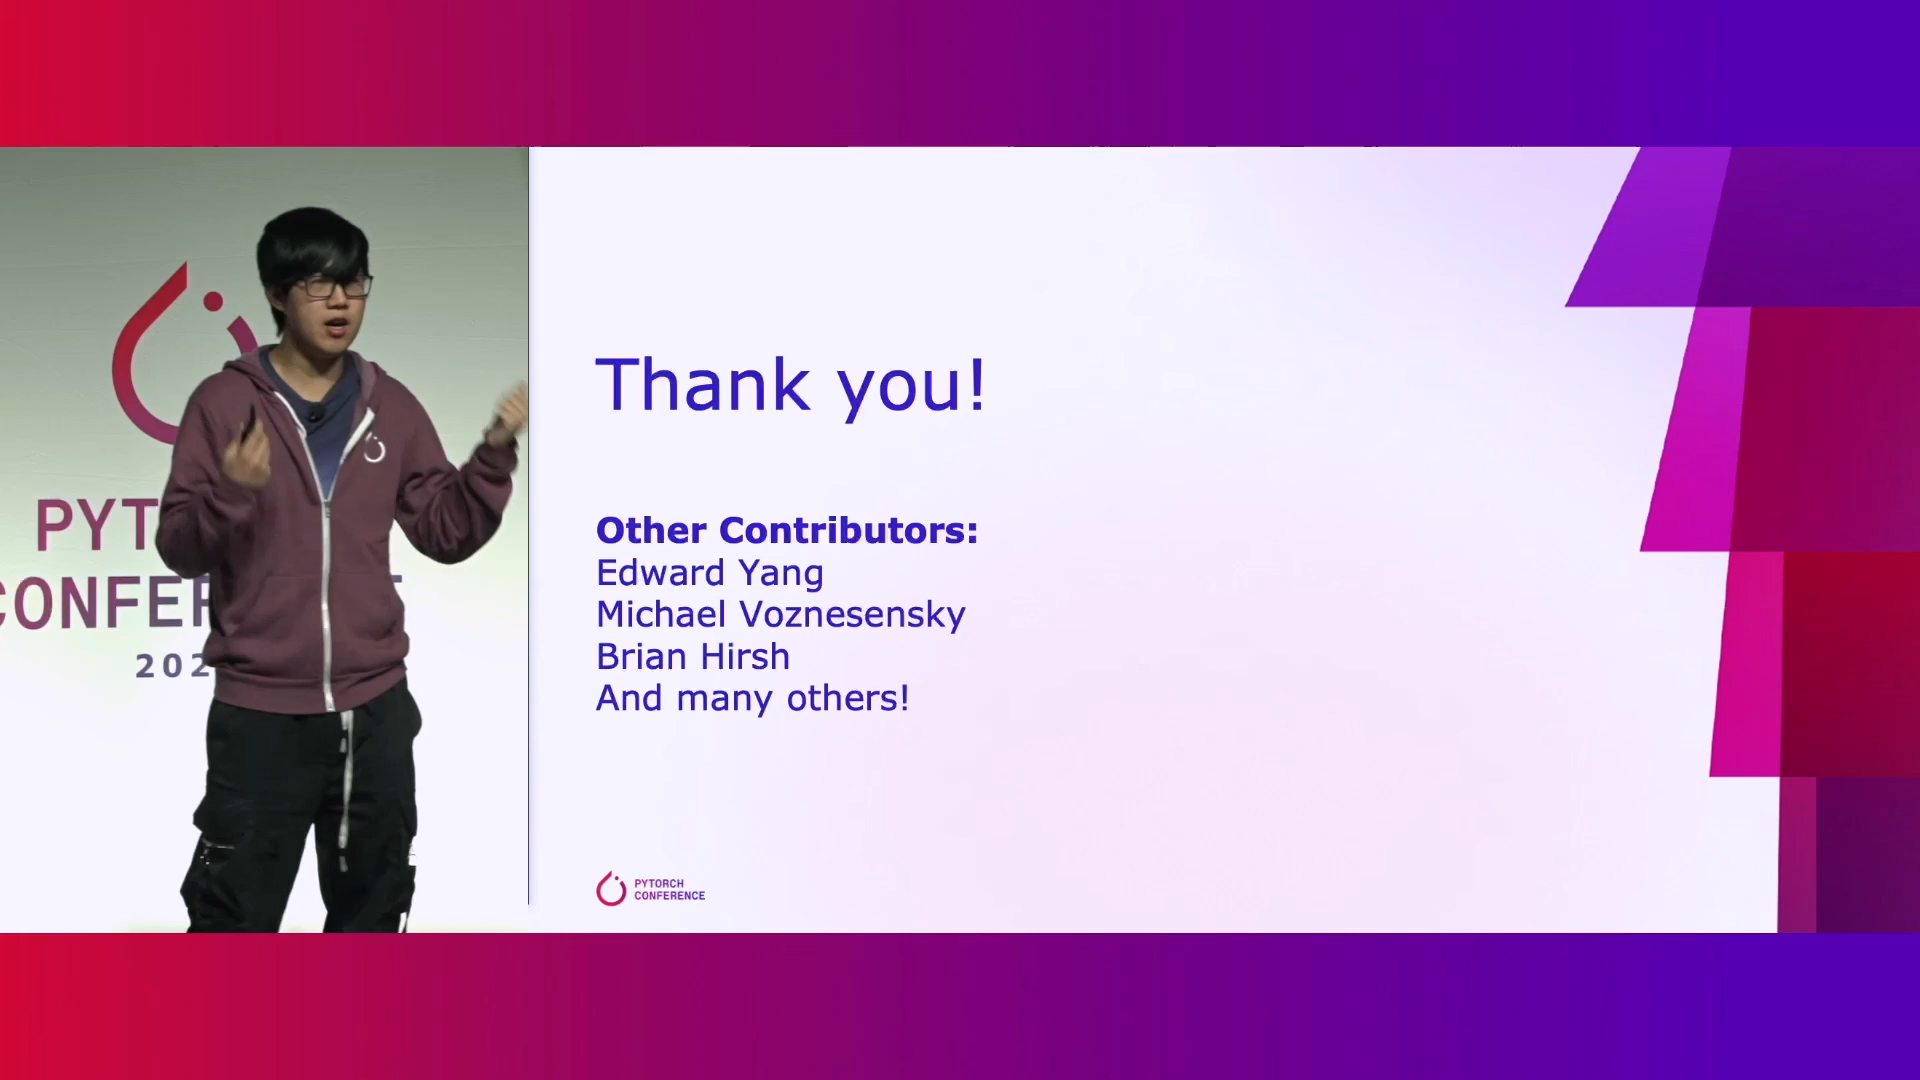 Thank you!
Other Contributors:
Edward Yang
Michael Voznesensky
Brian Hirsh
And many others!
PYTORCH
CONFERENCE